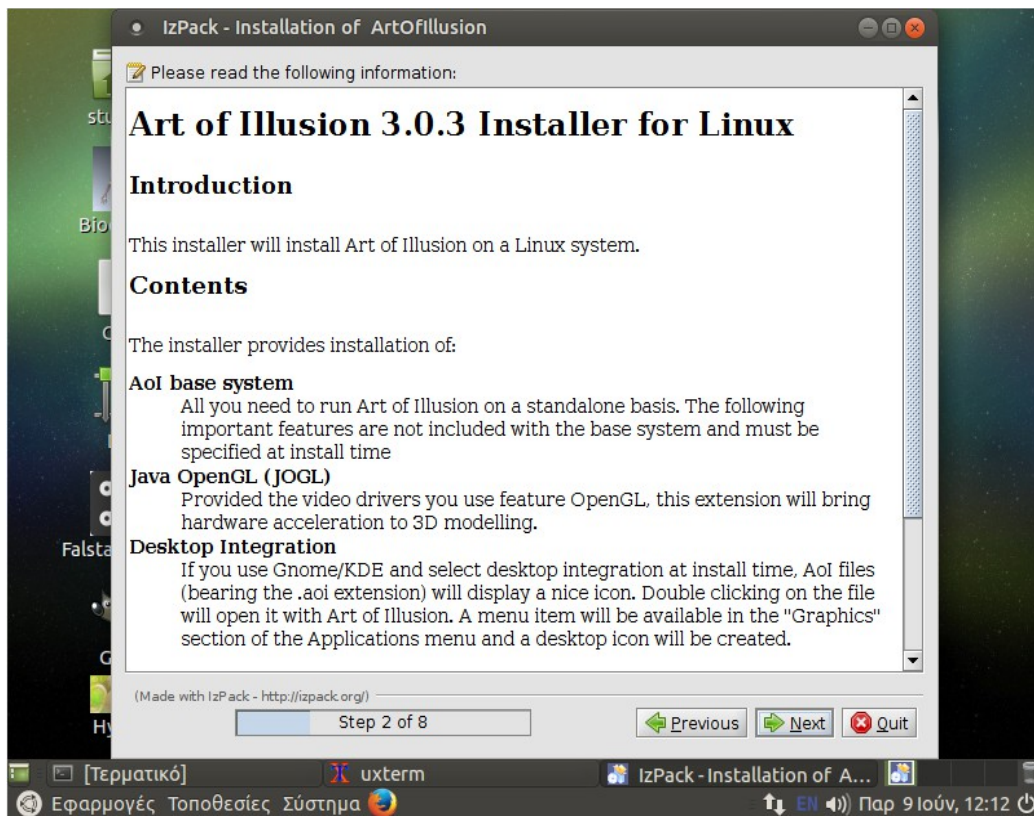 IzPack - Installation of ArtOfIllusion
Please read the following information:
Art of Illusion 3.0.3 Installer for Linux
Introduction
This installer will install Art of Illusion on a Linux system.
Contents
The installer provides installation of:
AoI base system
All you need to run Art of Illusion on a standalone basis. The following
important features are not included with the base system and must be
specified at install time
Java OpenGL (JOGL)
Provided the video drivers you use feature OpenGL, this extension will bring
hardware acceleration to 3D modelling.
Desktop Integration
If you use Gnome/KDE and select desktop integration at install time, AoI files
(bearing the .aoi extension) will display a nice icon. Double clicking on the file
will open it with Art of Illusion. A menu item will be available in the "Graphics"
section of the Applications menu and a desktop icon will be created.
(Made with IzPack - http://izpack.org/)
Step 2 of 8
Previous
Next
Quit
stu
Bio
Falsta
G
Hy
[Τερματικό]
uxterm
IzPack - Installation of A...
Εφαρμογές Τοποθεσίες Σύστημα
EN
Παρ 9 Ιούν, 12:12